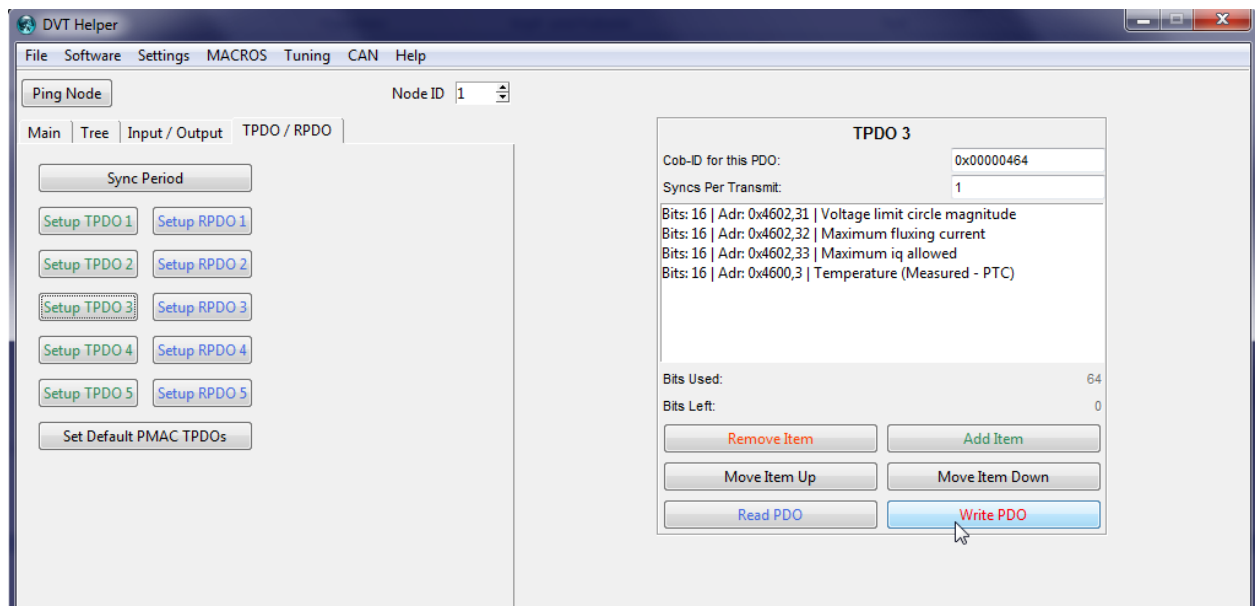 DVT Helper
File Software Settings MACROS Tuning CAN Help
Ping Node Node ID 1
Main Tree Input / Output TPDO / RPDO
Sync Period
Setup TPDO 1 Setup RPDO 1
Setup TPDO 2 Setup RPDO 2
Setup TPDO 3 Setup RPDO 3
Setup TPDO 4 Setup RPDO 4
Setup TPDO 5 Setup RPDO 5
Set Default PMAC TPDOs
TPDO 3
Cob-ID for this PDO: 0x00000464
Syncs Per Transmit: 1
Bits: 16 | Adr: 0x4602,31 | Voltage limit circle magnitude
Bits: 16 | Adr: 0x4602,32 | Maximum fluxing current
Bits: 16 | Adr: 0x4602,33 | Maximum iq allowed
Bits: 16 | Adr: 0x4600,3 | Temperature (Measured - PTC)
Bits Used: 64
Bits Left: 0
Remove Item Add Item
Move Item Up Move Item Down
Read PDO Write PDO